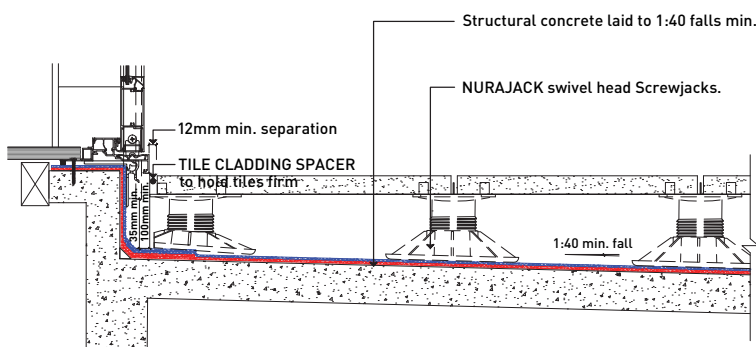 Structural concrete laid to 1:40 falls min.
NURAJACK swivel head Screwjacks.
12mm min. separation
TILE CLADDING SPACER
to hold tiles firm
35mm min.
100mm min.
1:40 min. fall